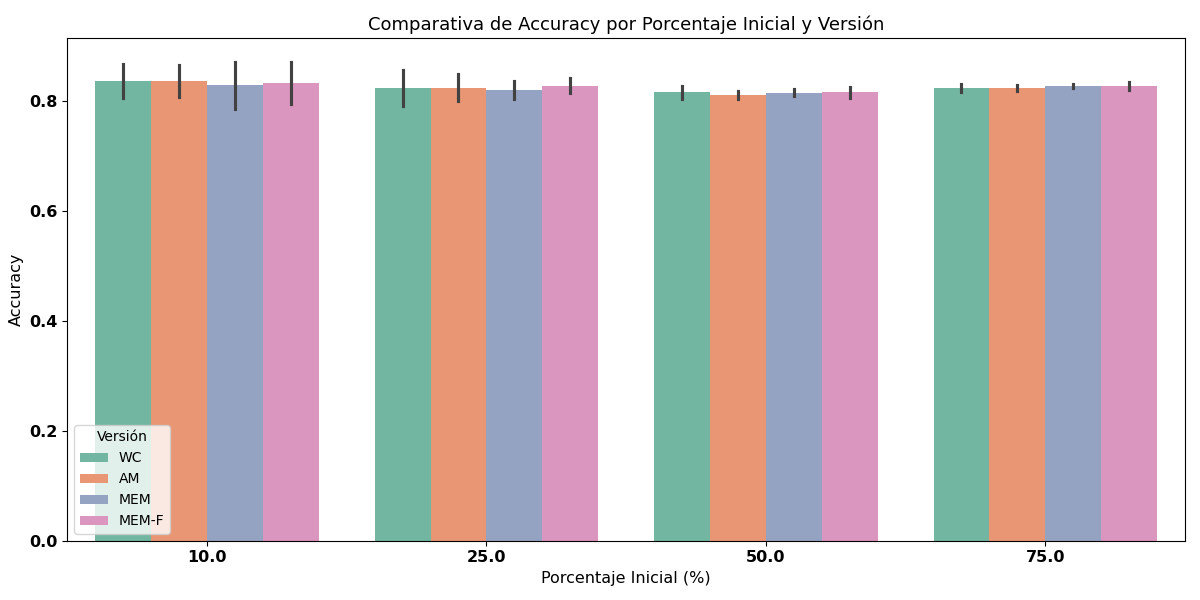 Comparativa de Accuracy por Porcentaje Inicial y Versión
Accuracy
0.8
0.6
0.4
0.2
0.0
Versión
WC
AM
MEM
MEM-F
10.0
25.0
50.0
75.0
Porcentaje Inicial (%)